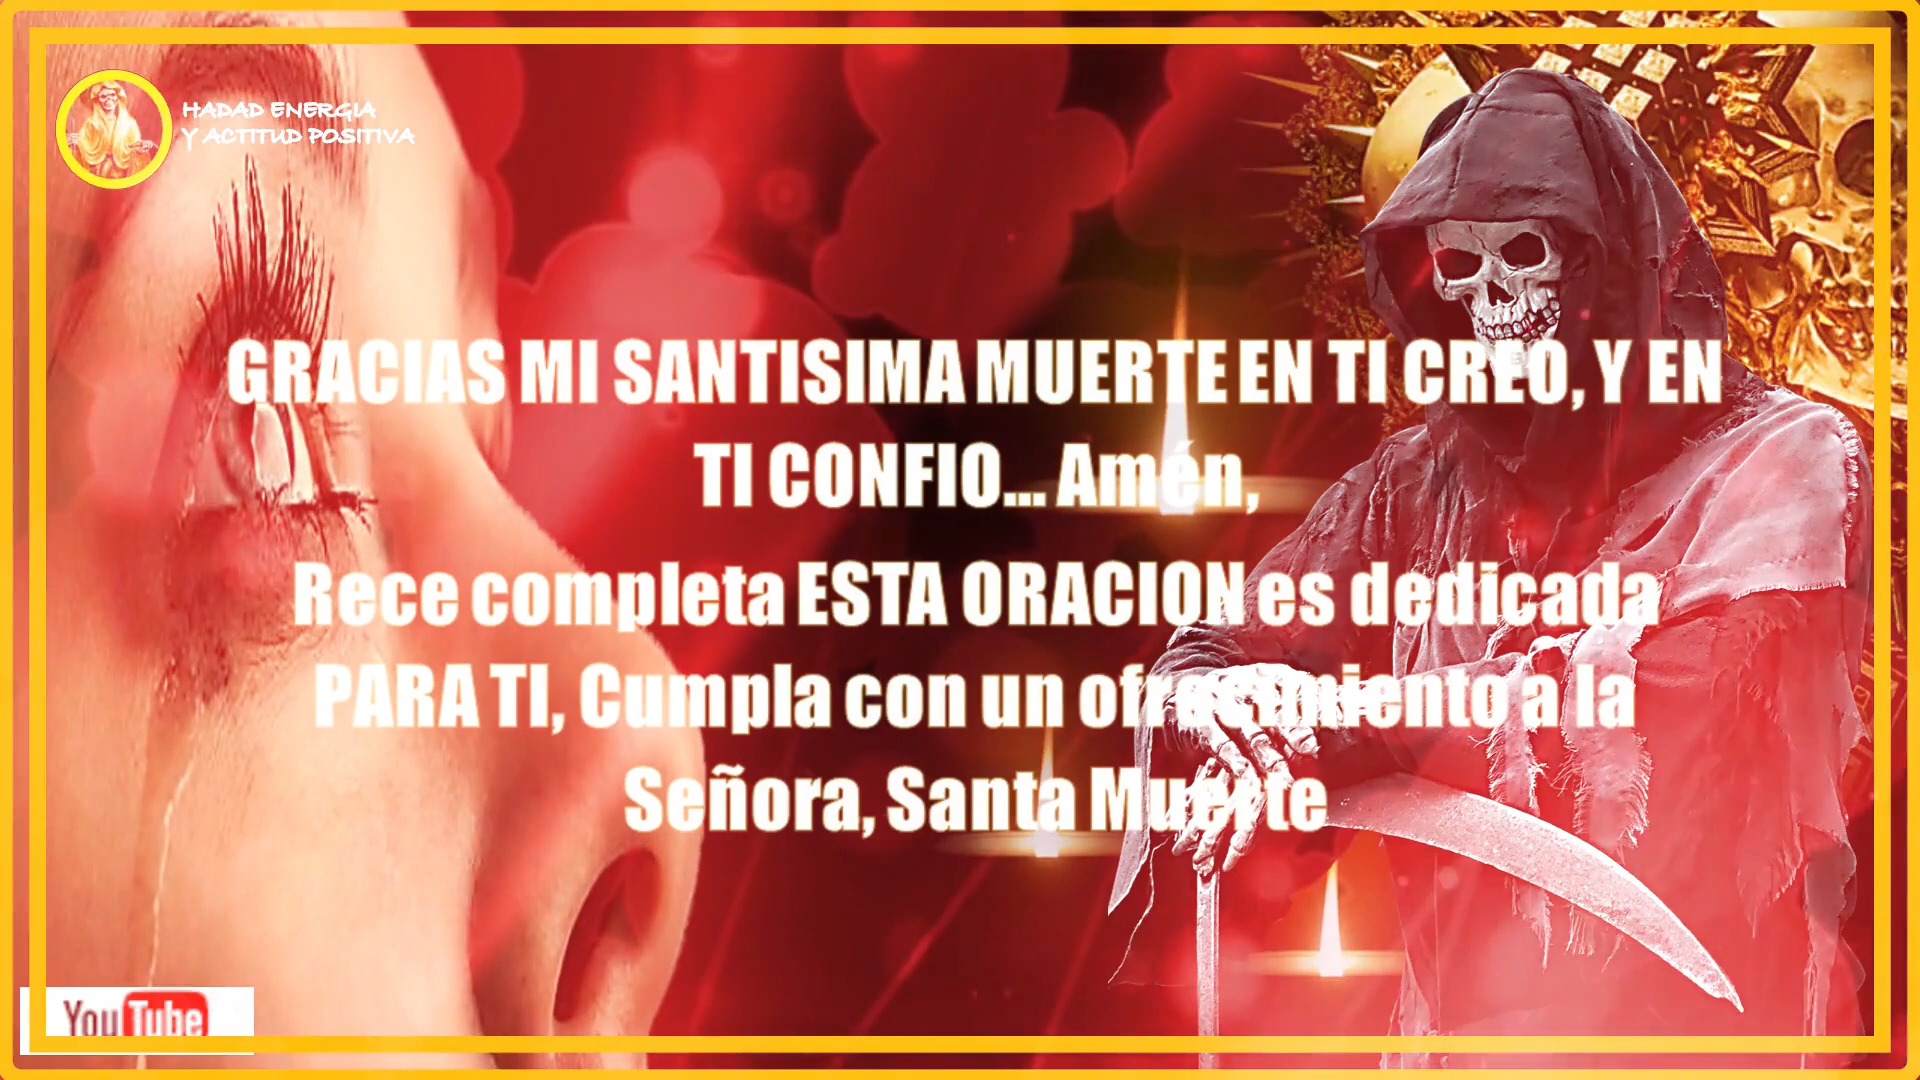 HADAD ENERGIA
Y ACTITUD POSITIVA
GRACIAS MI SANTISIMA MUERTE EN TI CREO, Y EN
TI CONFIO... Amén,
Rece completa ESTA ORACION es dedicada
PARA TI, Cumpla con un ofrecimiento a la
Señora, Santa Muerte
YouTube